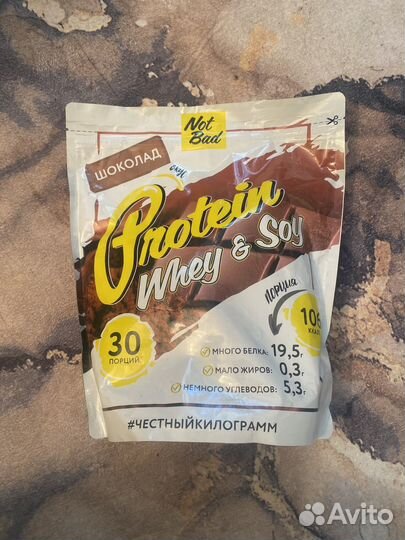 Not
Bad
ШОКОЛАД
вкус
Protein
Whey & Soy
порция
30
ПОРЦИЙ
МНОГО БЕЛКА: 19,5г
МАЛО ЖИРОВ: 0,3г
НЕМНОГО УГЛЕВОДОВ: 5,3г
#ЧЕСТНЫЙКИЛОГРАММ
Avito